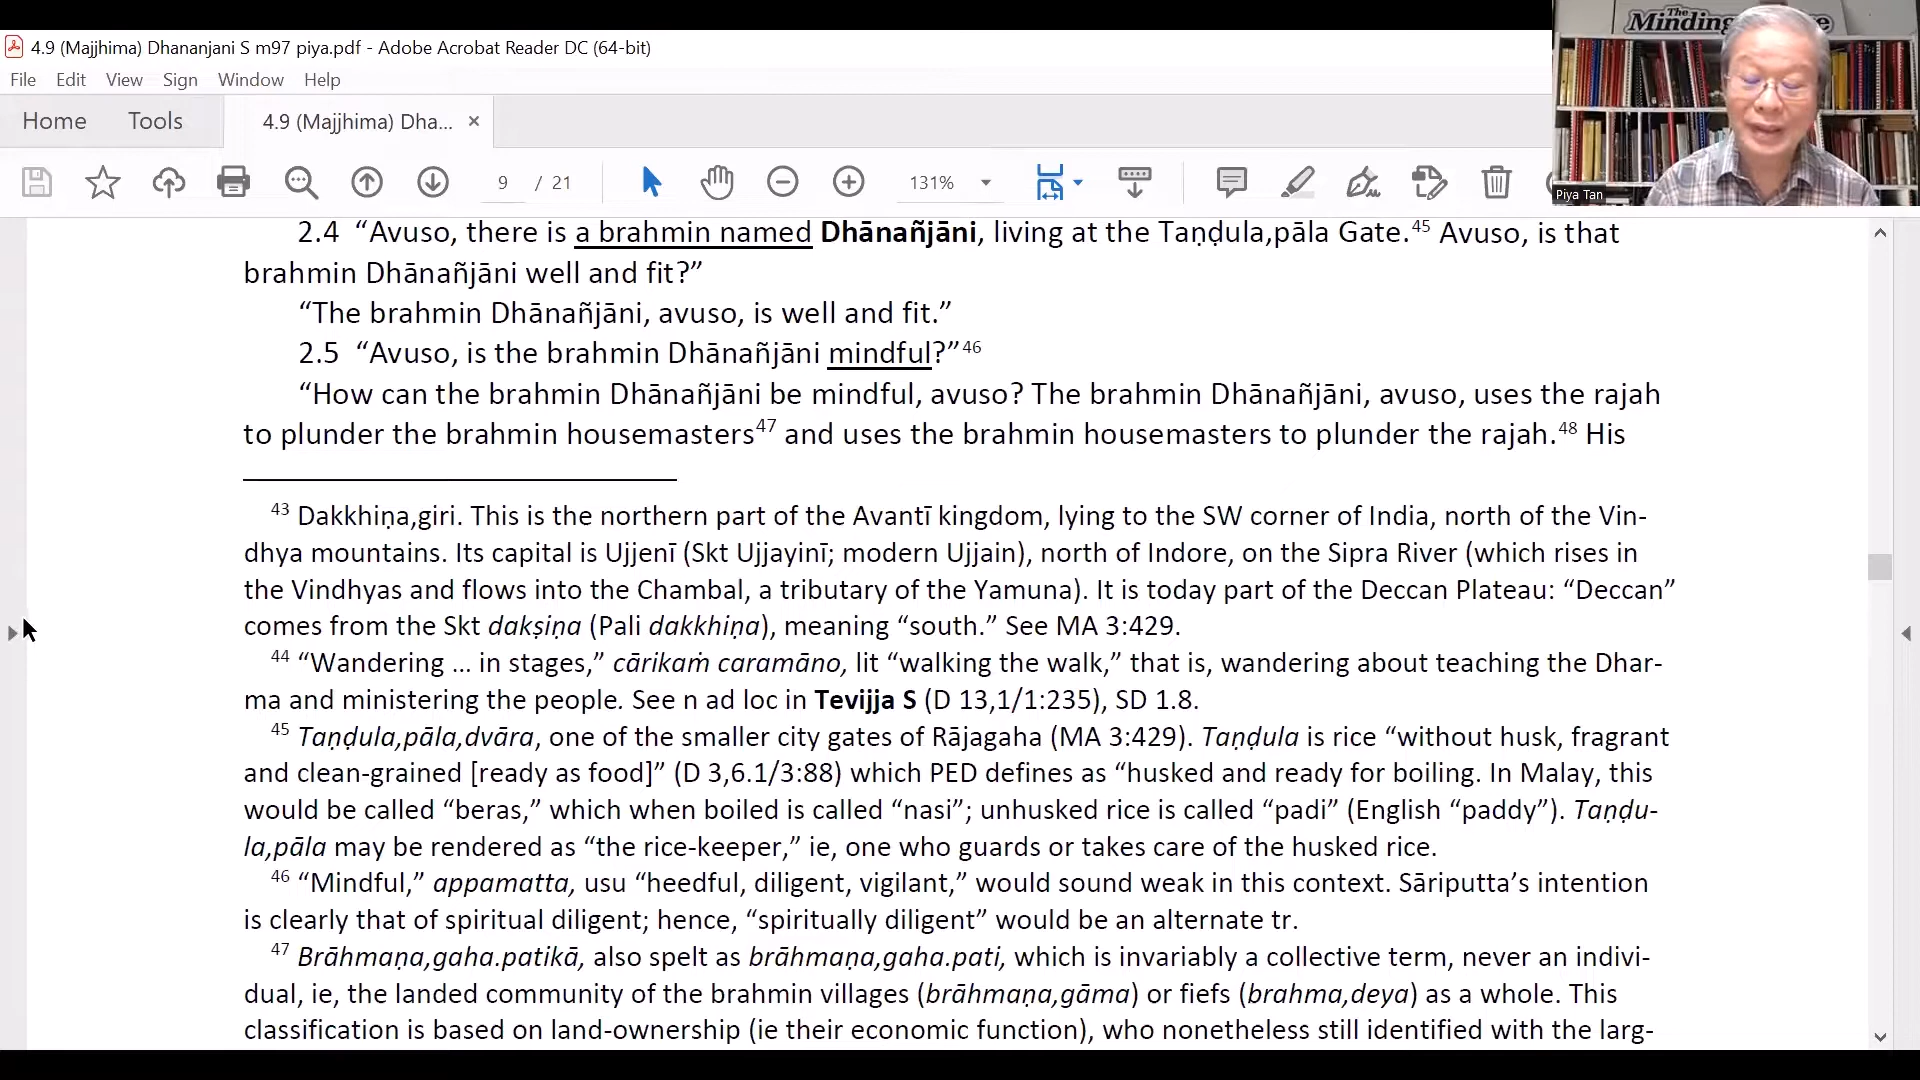 The
Minding Centre
4.9 (Majjhima) Dhananjani S m97 piya.pdf - Adobe Acrobat Reader DC (64-bit)
File Edit View Sign Window Help
Home Tools 4.9 (Majjhima) Dha... ×
9 / 21 131%
Piya Tan
2.4 “Avuso, there is a brahmin named Dhānañjāni, living at the Taṇḍula,pāla Gate.45 Avuso, is that
brahmin Dhānañjāni well and fit?”
“The brahmin Dhānañjāni, avuso, is well and fit.”
2.5 “Avuso, is the brahmin Dhānañjāni mindful?”46
“How can the brahmin Dhānañjāni be mindful, avuso? The brahmin Dhānañjāni, avuso, uses the rajah
to plunder the brahmin housemasters47 and uses the brahmin housemasters to plunder the rajah.48 His
43 Dakkhiṇa,giri. This is the northern part of the Avantī kingdom, lying to the SW corner of India, north of the Vin-
dhya mountains. Its capital is Ujjenī (Skt Ujjayinī; modern Ujjain), north of Indore, on the Sipra River (which rises in
the Vindhyas and flows into the Chambal, a tributary of the Yamuna). It is today part of the Deccan Plateau: “Deccan”
comes from the Skt dakṣiṇa (Pali dakkhiṇa), meaning “south.” See MA 3:429.
44 “Wandering … in stages,” cārikaṁ caramāno, lit “walking the walk,” that is, wandering about teaching the Dhar-
ma and ministering the people. See n ad loc in Tevijja S (D 13,1/1:235), SD 1.8.
45 Taṇḍula,pāla,dvāra, one of the smaller city gates of Rājagaha (MA 3:429). Taṇḍula is rice “without husk, fragrant
and clean-grained [ready as food]” (D 3,6.1/3:88) which PED defines as “husked and ready for boiling. In Malay, this
would be called “beras,” which when boiled is called “nasi”; unhusked rice is called “padi” (English “paddy”). Taṇḍu-
la,pāla may be rendered as “the rice-keeper,” ie, one who guards or takes care of the husked rice.
46 “Mindful,” appamatta, usu “heedful, diligent, vigilant,” would sound weak in this context. Sāriputta’s intention
is clearly that of spiritual diligent; hence, “spiritually diligent” would be an alternate tr.
47 Brāhmaṇa,gaha.patikā, also spelt as brāhmaṇa,gaha.pati, which is invariably a collective term, never an indivi-
dual, ie, the landed community of the brahmin villages (brāhmaṇa,gāma) or fiefs (brahma,deya) as a whole. This
classification is based on land-ownership (ie their economic function), who nonetheless still identified with the larg-